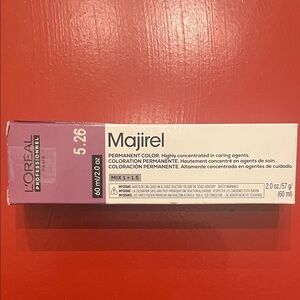 L'ORÉAL
PROFESSIONNEL
PARIS
5.26
60 ml/2.0 oz
Majirel
PERMANENT COLOR. Highly concentrated in caring agents.
COLORATION PERMANENTE. Hautement concentré en agents de soin.
COLORACIÓN PERMANENTE. Altamente concentrado en agentes de cuidado.
MIX 1 + 1.5
2.0 oz/57 g
(60 ml)